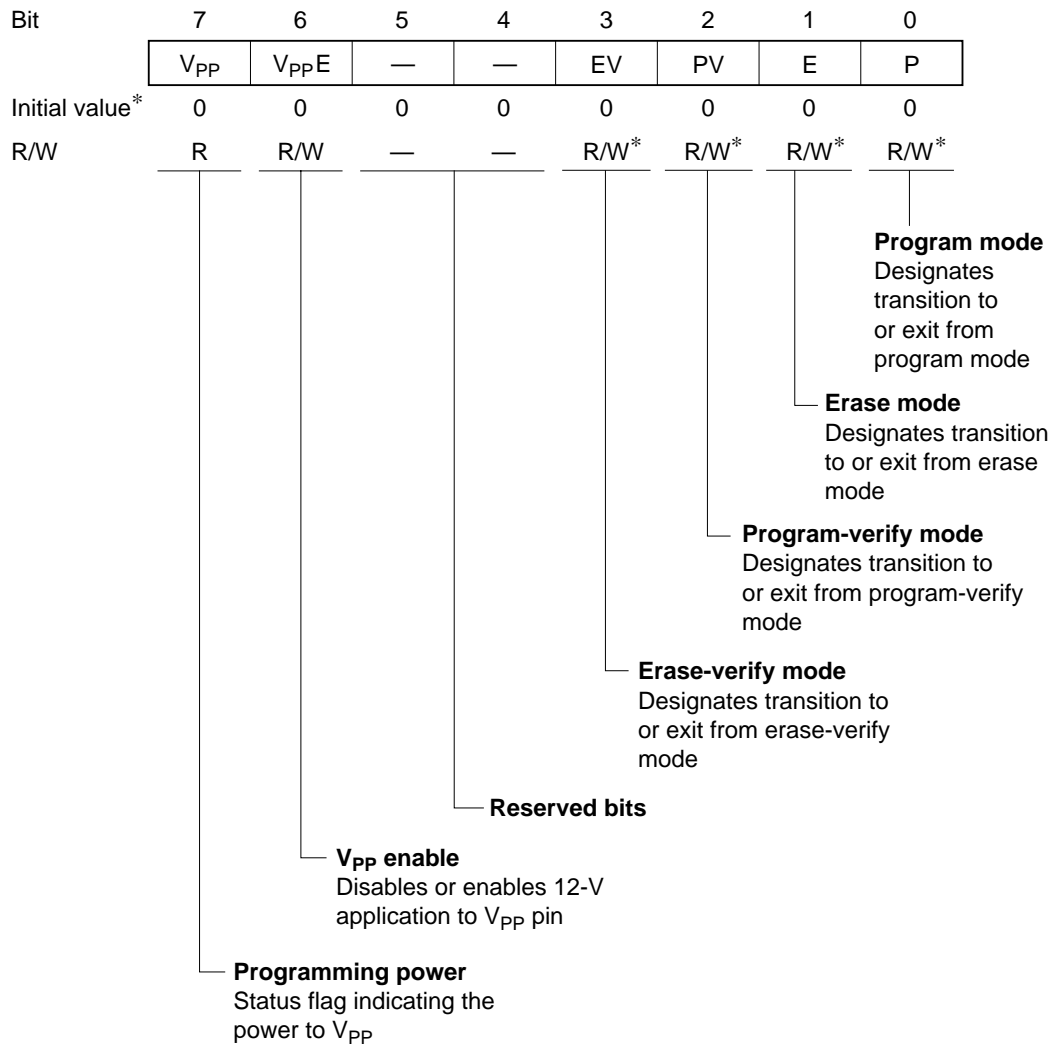 Bit 7 6 5 4 3 2 1 0
VPP VPPE — — EV PV E P
Initial value* 0 0 0 0 0 0 0 0
R/W R R/W — — R/W* R/W* R/W* R/W*
Program mode
Designates
transition to
or exit from
program mode
Erase mode
Designates transition
to or exit from erase
mode
Program-verify mode
Designates transition to
or exit from program-verify
mode
Erase-verify mode
Designates transition to
or exit from erase-verify
mode
Reserved bits
VPP enable
Disables or enables 12-V
application to VPP pin
Programming power
Status flag indicating the
power to VPP